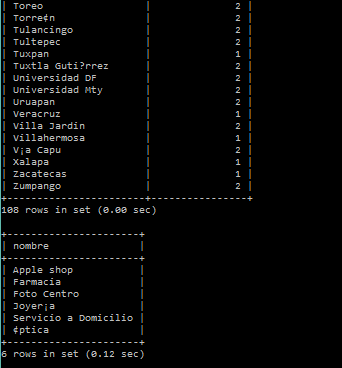 | Toreo                 |              2 |
| Torre¢n               |              2 |
| Tulancingo            |              2 |
| Tultepec              |              2 |
| Tuxpan                |              1 |
| Tuxtla Guti?rrez      |              2 |
| Universidad DF        |              2 |
| Universidad Mty       |              2 |
| Uruapan               |              2 |
| Veracruz              |              1 |
| Villa Jardin          |              2 |
| Villahermosa          |              1 |
| V¡a Capu              |              2 |
| Xalapa                |              1 |
| Zacatecas             |              1 |
| Zumpango              |              2 |
+-----------------------+----------------+
108 rows in set (0.00 sec)

+----------------------+
| nombre               |
+----------------------+
| Apple shop           |
| Farmacia             |
| Foto Centro          |
| Joyer¡a              |
| Servicio a Domicilio |
| ¢ptica               |
+----------------------+
6 rows in set (0.12 sec)